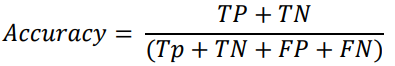 Accuracy = TP + TN / (Tp + TN + FP + FN)